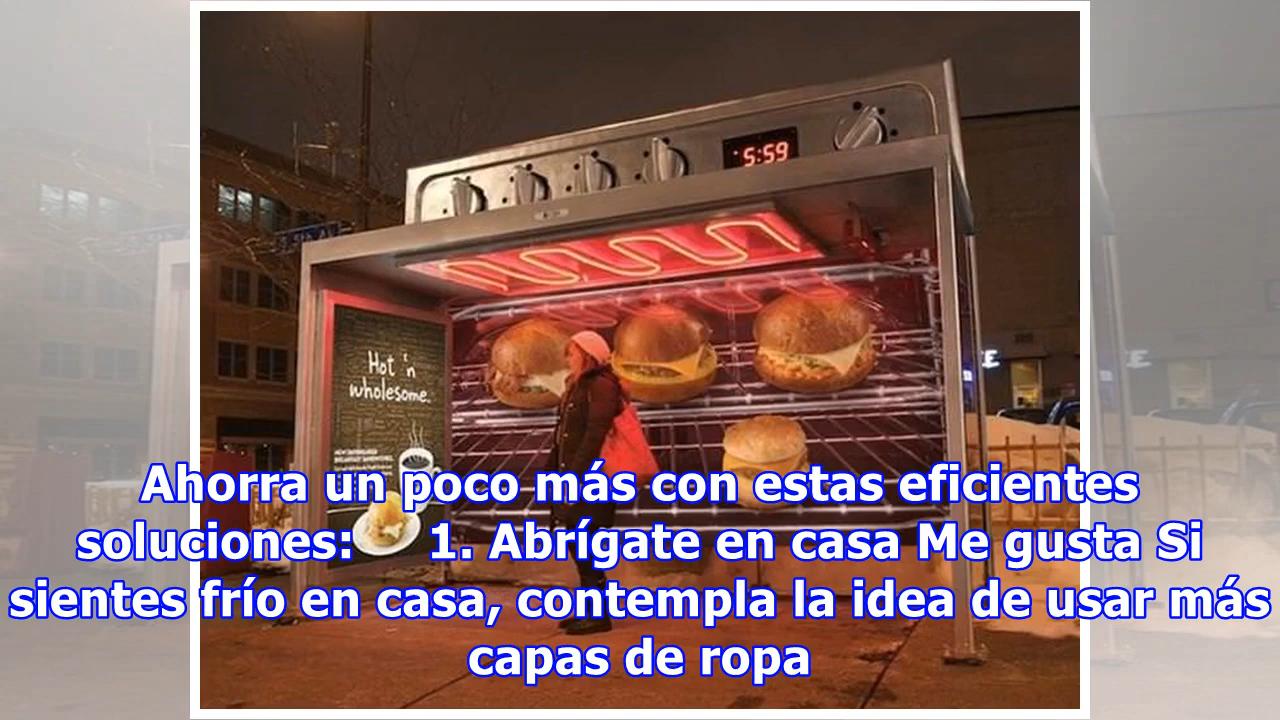 5:59
Hot 'n
wholesome.
Ahorra un poco más con estas eficientes
soluciones: 1. Abrígate en casa Me gusta Si
sientes frío en casa, contempla la idea de usar más
capas de ropa